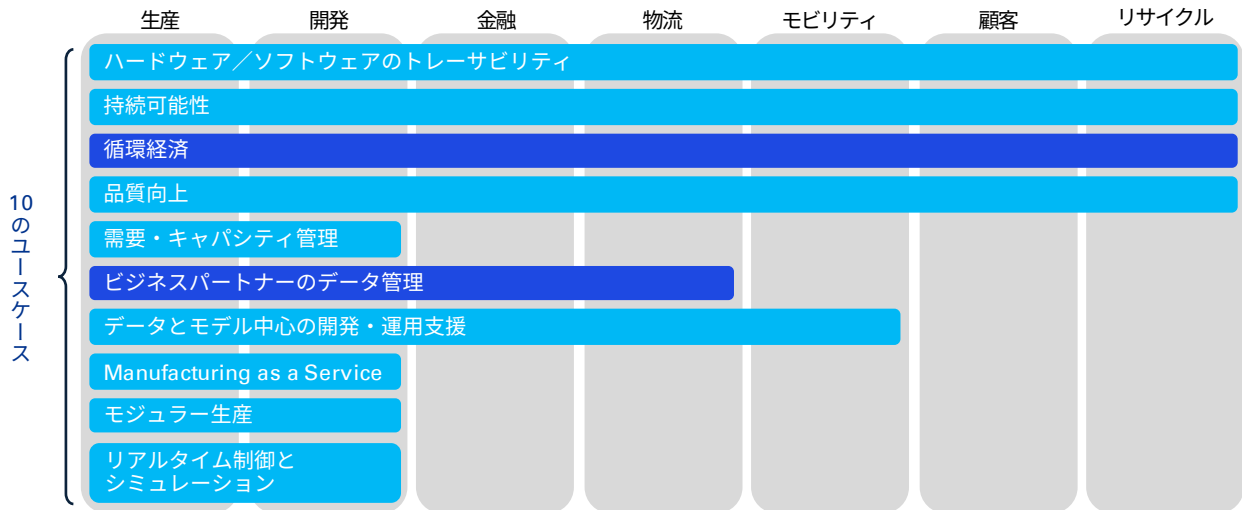 生産 開発 金融 物流 モビリティ 顧客 リサイクル
ハードウェア／ソフトウェアのトレーサビリティ
持続可能性
循環経済
品質向上
10のユースケース
需要・キャパシティ管理
ビジネスパートナーのデータ管理
データとモデル中心の開発・運用支援
Manufacturing as a Service
モジュラー生産
リアルタイム制御と
シミュレーション